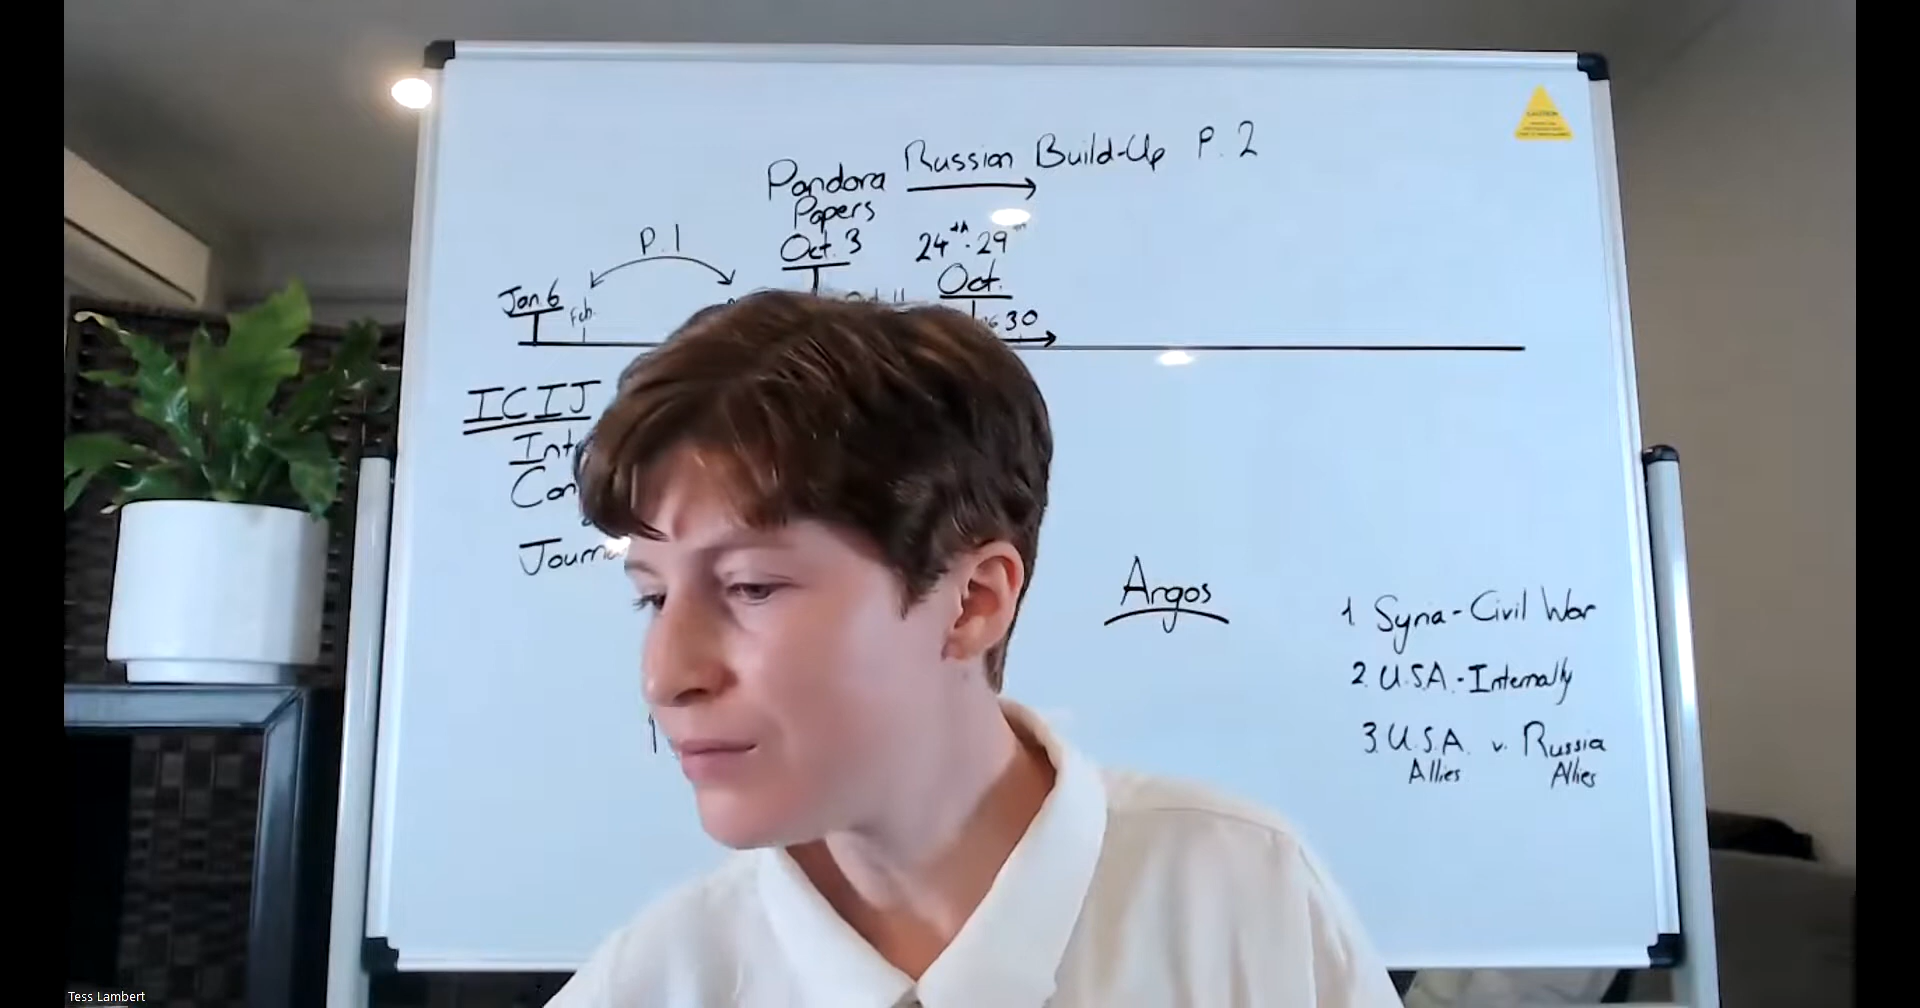 Russian Build-Up P. 2
Pandora
Papers
P. 1
Oct. 3
24th - 29th
Oct.
Jan. 6
Feb.
30
ICIJ
Argos
1. Syria - Civil War
2. U.S.A. - Internally
3. U.S.A. v. Russia
Allies Allies
CAUTION
Tess Lambert